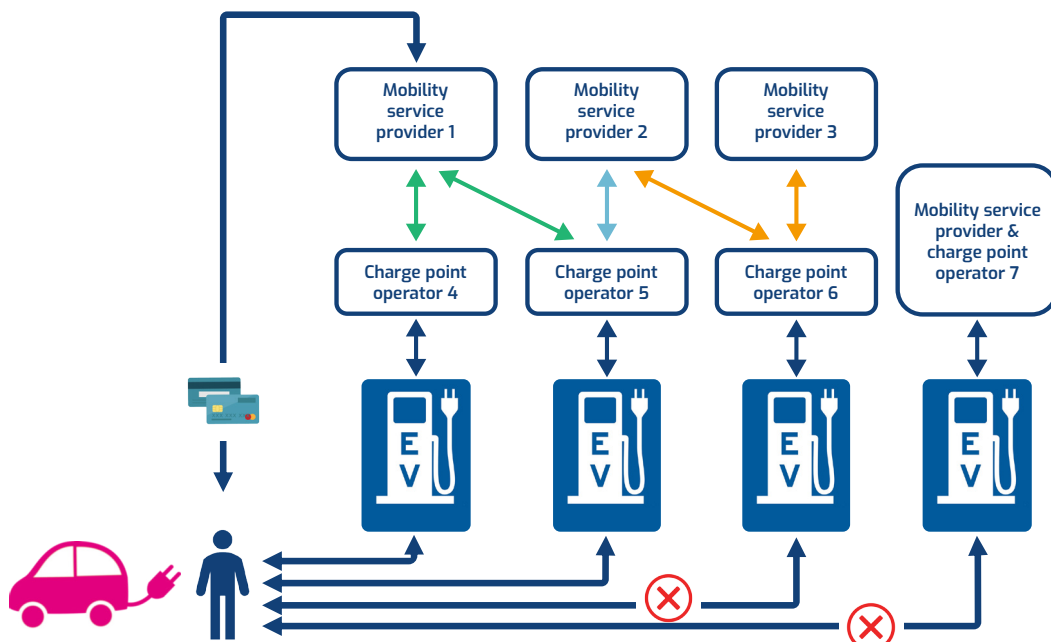 Mobility
service
provider 1
Mobility
service
provider 2
Mobility
service
provider 3
Mobility service
provider &
charge point
operator 7
Charge point
operator 4
Charge point
operator 5
Charge point
operator 6
E
V
E
V
E
V
E
V